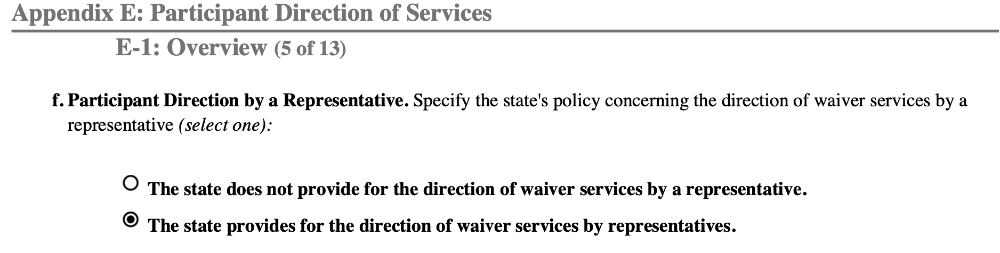 Appendix E: Participant Direction of Services
E-1: Overview (5 of 13)
f. Participant Direction by a Representative. Specify the state's policy concerning the direction of waiver services by a
representative (select one):
The state does not provide for the direction of waiver services by a representative.
The state provides for the direction of waiver services by representatives.